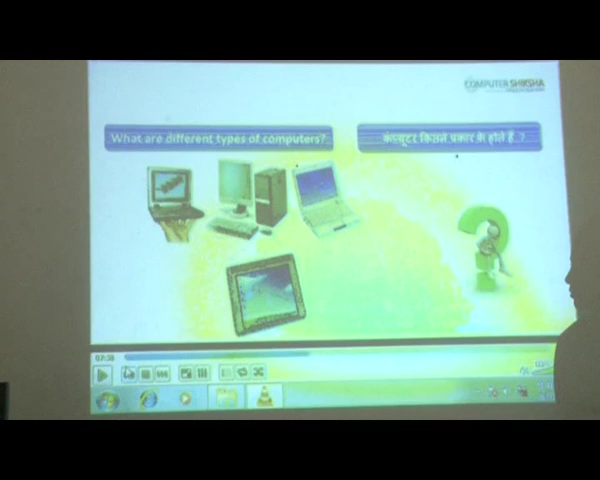 COMPUTER SHIKSHA
What are different types of computers?
कंप्यूटर कितने प्रकार के होते हैं ?
07:38